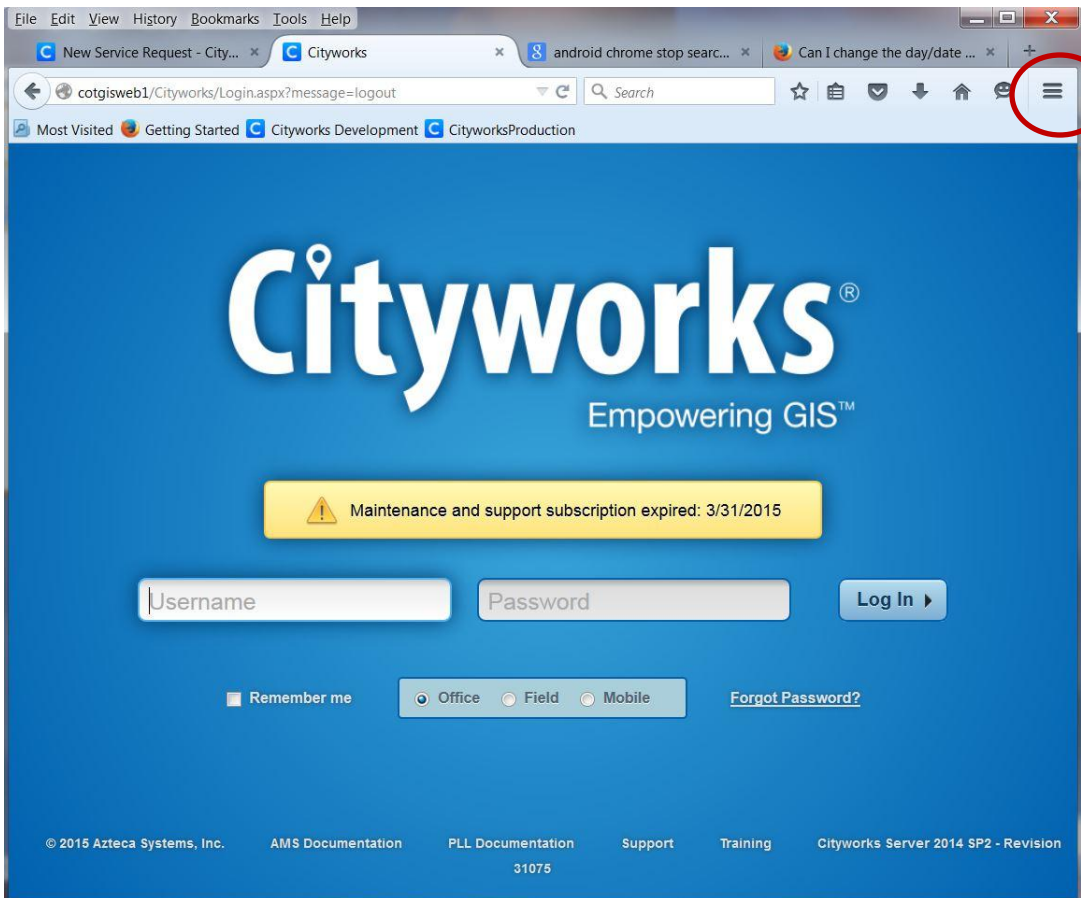 File Edit View History Bookmarks Tools Help
New Service Request - City... Cityworks android chrome stop searc... Can I change the day/date ...
cotgisweb1/Cityworks/Login.aspx?message=logout Search
Most Visited Getting Started Cityworks Development CityworksProduction
Cityworks®
Empowering GIS™
Maintenance and support subscription expired: 3/31/2015
Username Password Log In
Remember me Office Field Mobile Forgot Password?
© 2015 Azteca Systems, Inc. AMS Documentation PLL Documentation Support Training Cityworks Server 2014 SP2 - Revision
31075